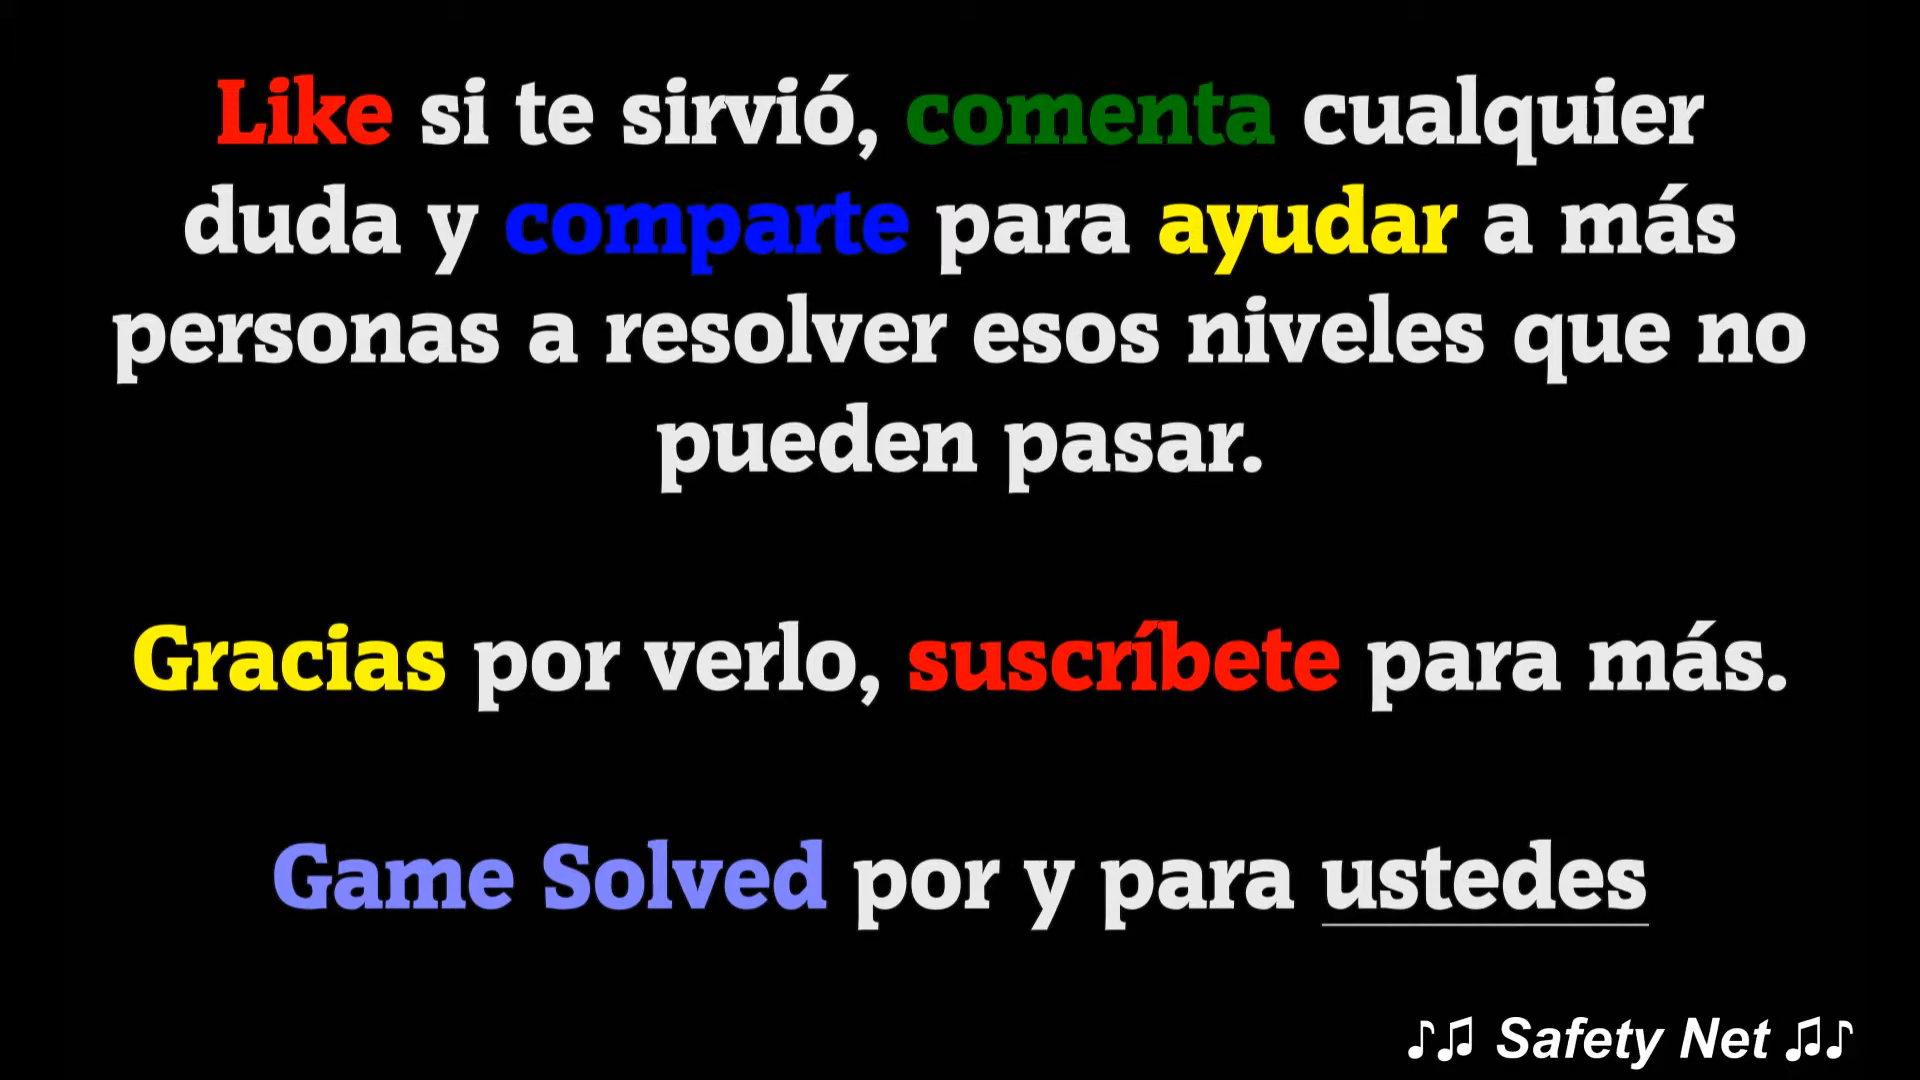 Like si te sirvió, comenta cualquier
duda y comparte para ayudar a más
personas a resolver esos niveles que no
pueden pasar.
Gracias por verlo, suscríbete para más.
Game Solved por y para ustedes
♪♫ Safety Net ♫♪